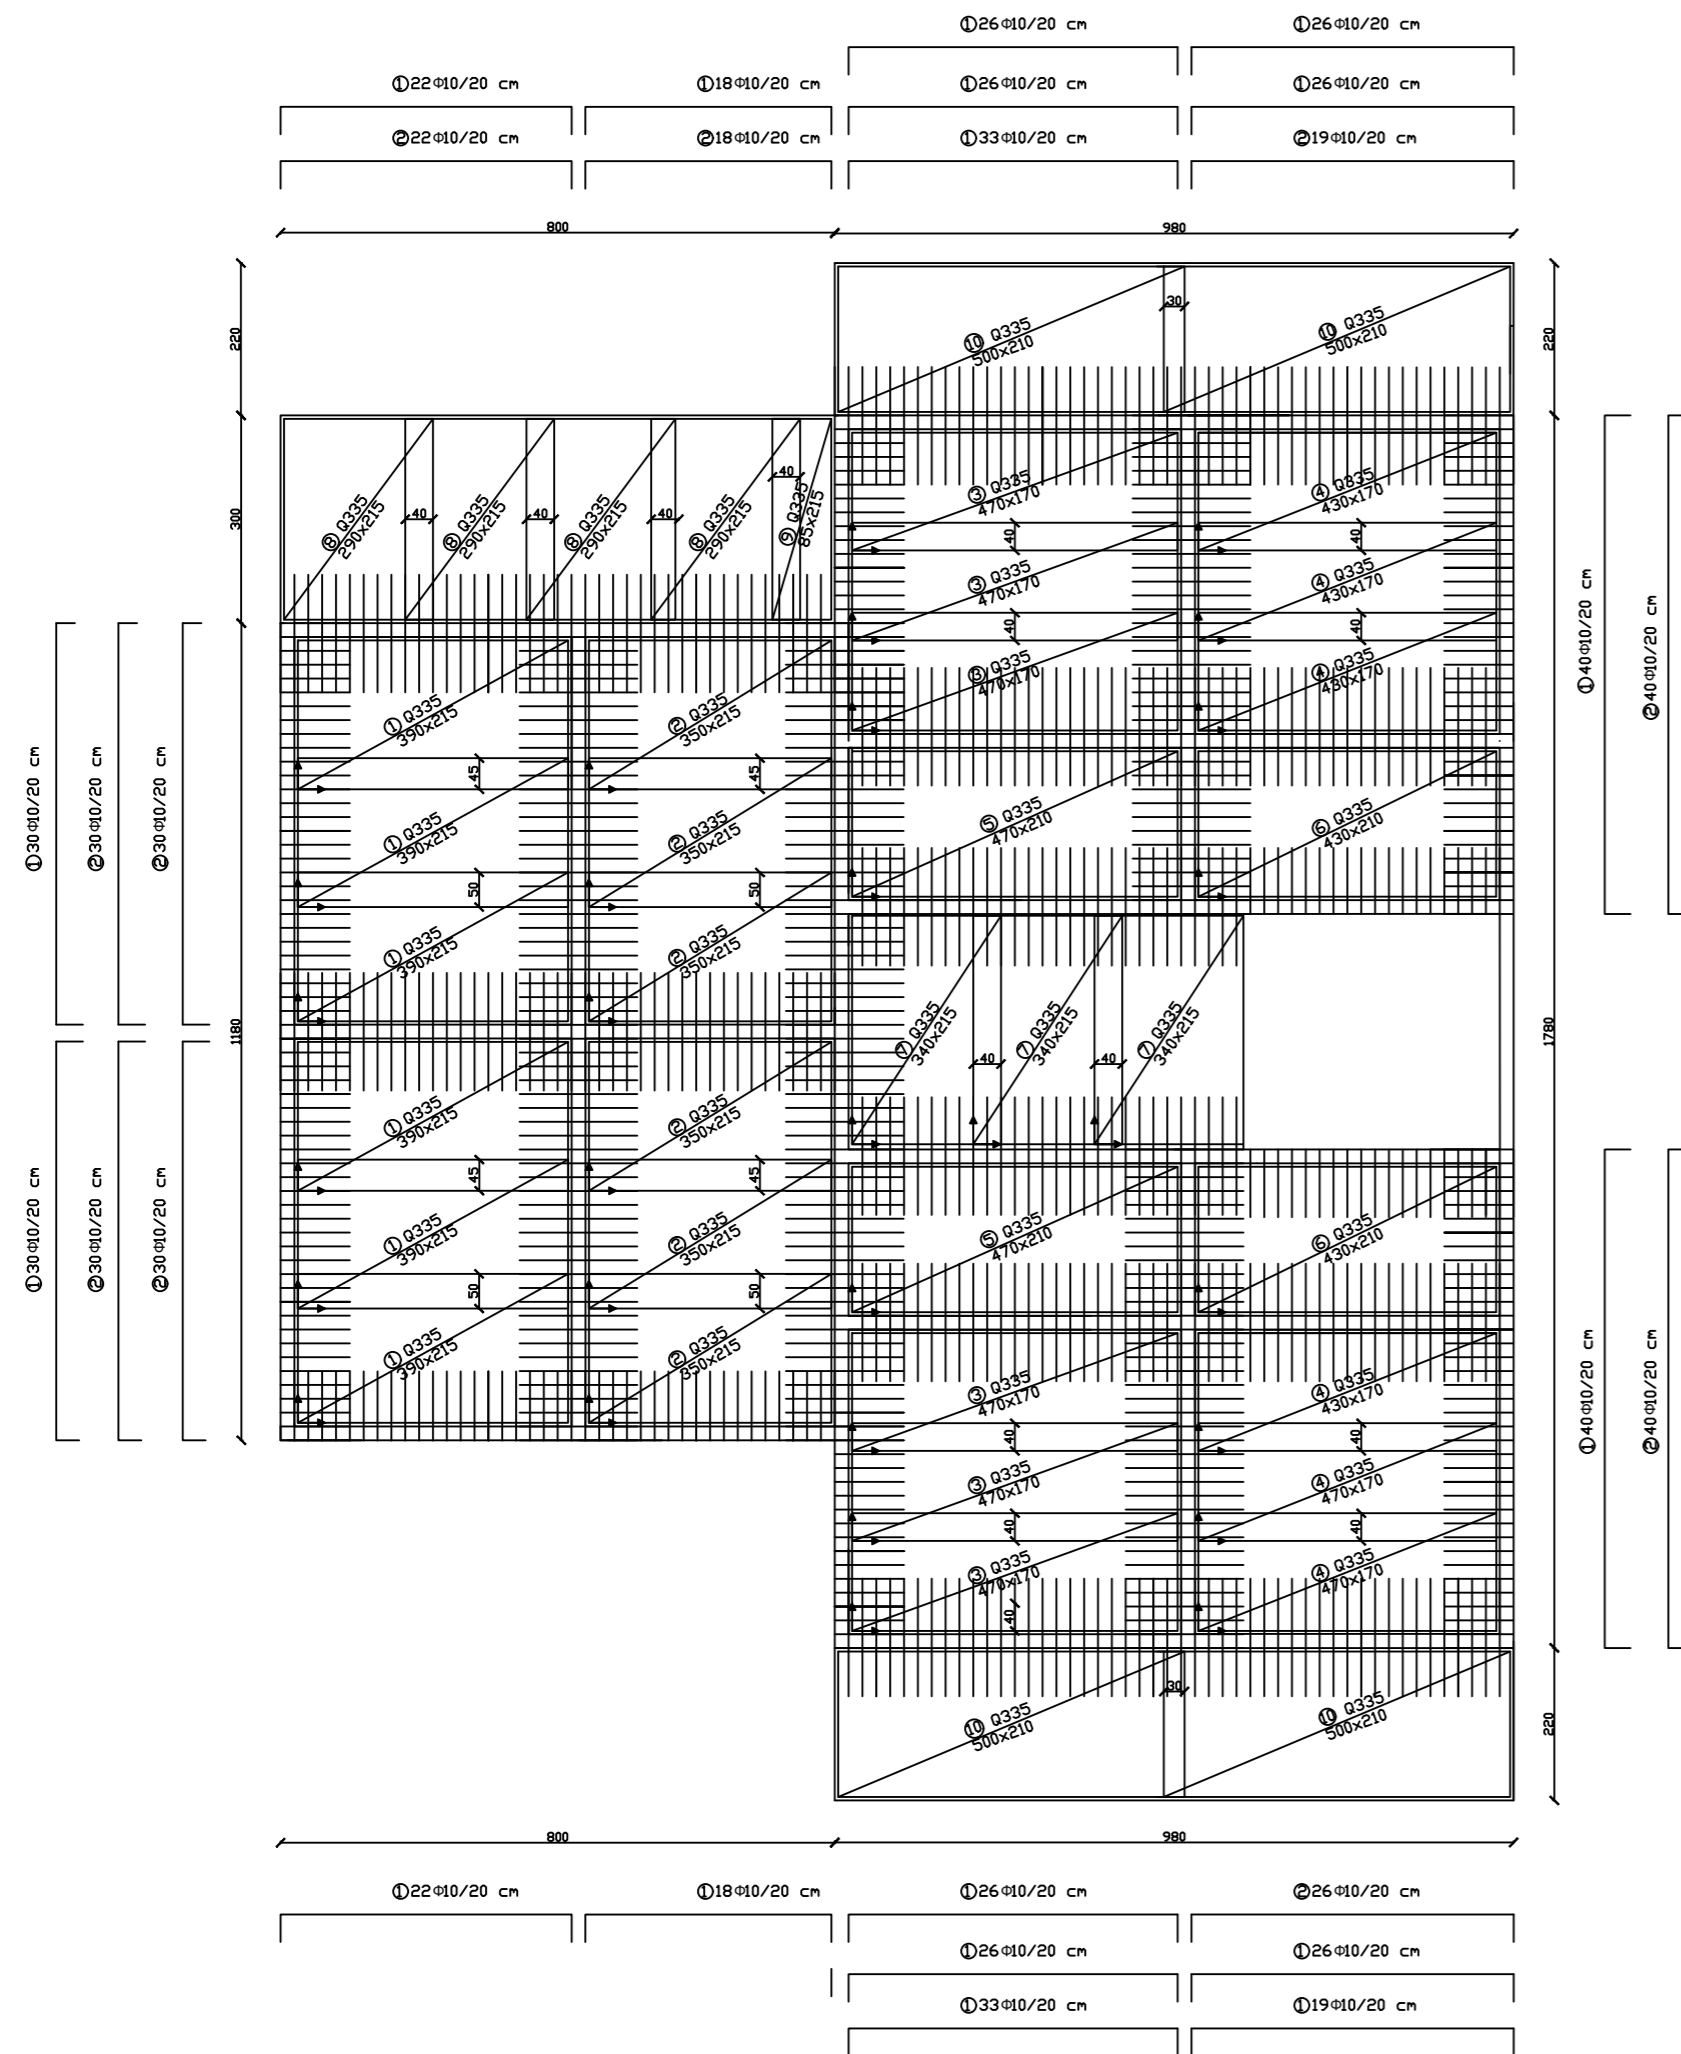 ①26Φ10/20 cm
①26Φ10/20 cm
①22Φ10/20 cm
①18Φ10/20 cm
①26Φ10/20 cm
①26Φ10/20 cm
②22Φ10/20 cm
②18Φ10/20 cm
①33Φ10/20 cm
②19Φ10/20 cm
800
980
220
220
30
⑩ Q335
500x210
⑩ Q335
500x210
300
⑧ Q335
290x215
40
⑧ Q335
290x215
40
⑧ Q335
290x215
40
⑧ Q335
290x215
40
⑨ Q335
85x215
③ Q335
470x170
④ Q335
430x170
40
40
③ Q335
470x170
④ Q335
430x170
40
40
③ Q335
470x170
④ Q335
430x170
①40Φ10/20 cm
②40Φ10/20 cm
①30Φ10/20 cm
②30Φ10/20 cm
②30Φ10/20 cm
① Q335
390x215
② Q335
350x215
45
45
① Q335
390x215
② Q335
350x215
50
50
① Q335
390x215
② Q335
350x215
⑤ Q335
470x210
⑥ Q335
430x210
1180
1780
⑦ Q335
340x215
40
⑦ Q335
340x215
40
⑦ Q335
340x215
①30Φ10/20 cm
②30Φ10/20 cm
②30Φ10/20 cm
① Q335
390x215
② Q335
350x215
45
45
① Q335
390x215
② Q335
350x215
50
50
① Q335
390x215
② Q335
350x215
⑤ Q335
470x210
⑥ Q335
430x210
③ Q335
470x170
④ Q335
430x170
40
40
③ Q335
470x170
④ Q335
470x170
40
40
③ Q335
470x170
④ Q335
470x170
40
①40Φ10/20 cm
②40Φ10/20 cm
30
⑩ Q335
500x210
⑩ Q335
500x210
220
800
980
①22Φ10/20 cm
①18Φ10/20 cm
①26Φ10/20 cm
②26Φ10/20 cm
①26Φ10/20 cm
①26Φ10/20 cm
①33Φ10/20 cm
①19Φ10/20 cm